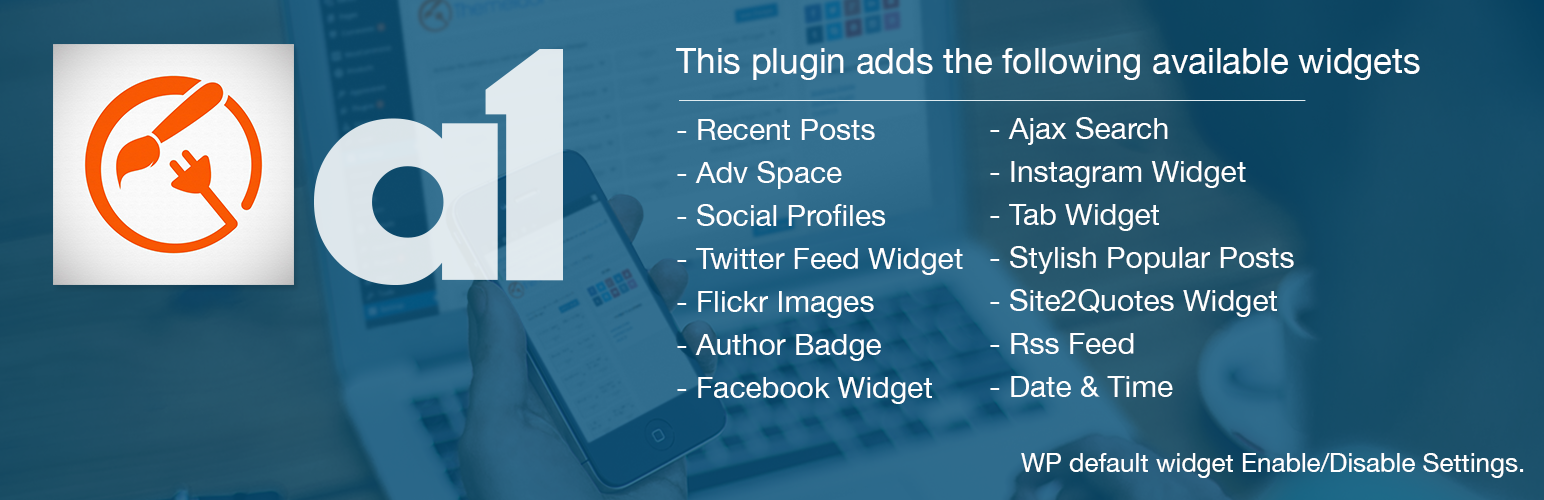 a1
This plugin adds the following available widgets
- Recent Posts
- Adv Space
- Social Profiles
- Twitter Feed Widget
- Flickr Images
- Author Badge
- Facebook Widget
- Ajax Search
- Instagram Widget
- Tab Widget
- Stylish Popular Posts
- Site2Quotes Widget
- Rss Feed
- Date & Time
WP default widget Enable/Disable Settings.